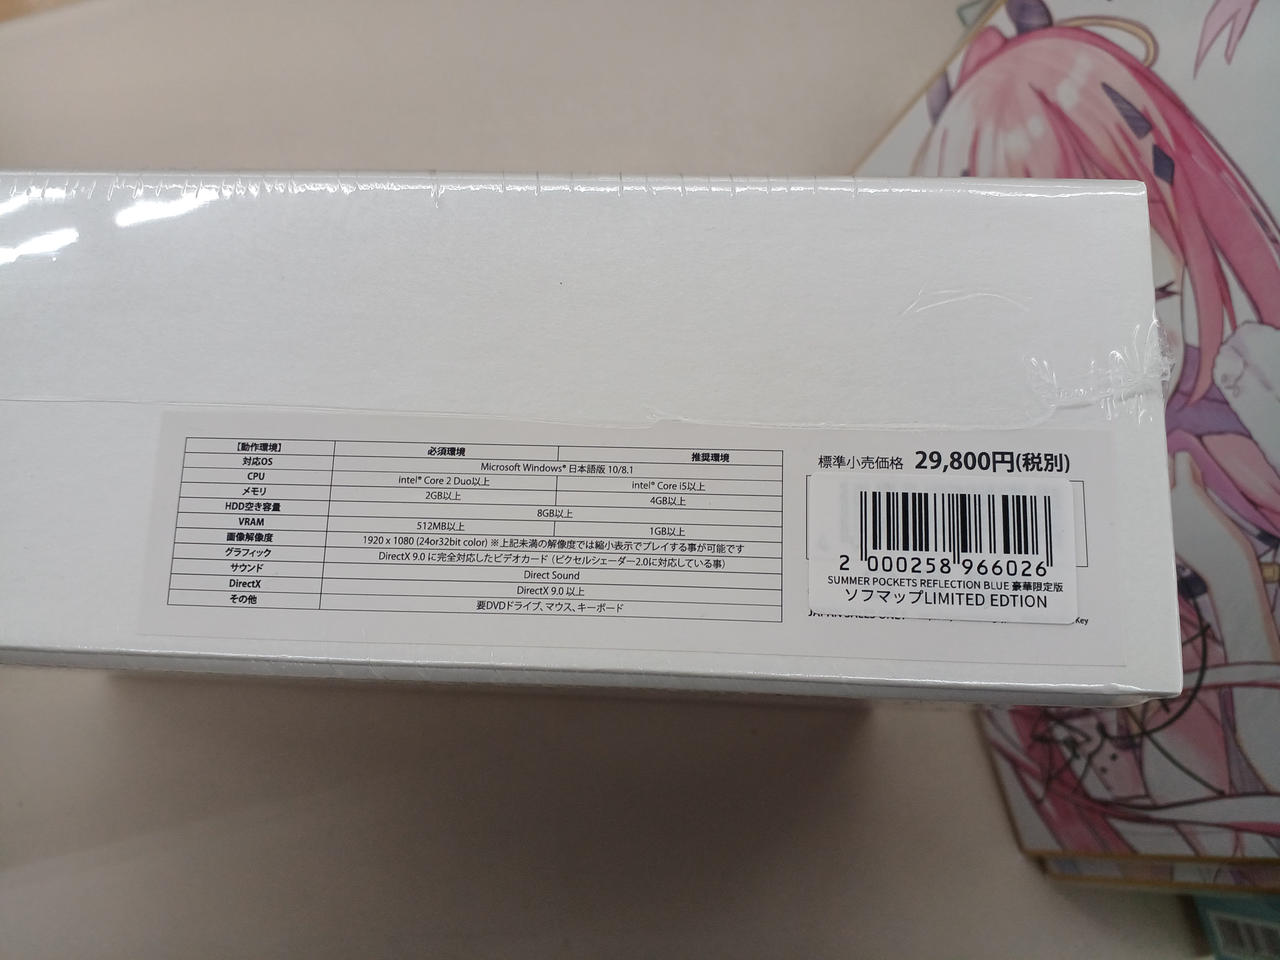 【動作環境】 必須環境 推奨環境
対応OS Microsoft Windows® 日本語版 10/8.1
CPU intel® Core 2 Duo以上 intel® Core i5以上
メモリ 2GB以上 4GB以上
HDD空き容量 8GB以上
VRAM 512MB以上 1GB以上
画像解像度 1920 x 1080 (24or32bit color) ※上記未満の解像度では縮小表示でプレイする事が可能です
グラフィック DirectX 9.0 に完全対応したビデオカード (ピクセルシェーダー2.0に対応している事)
サウンド Direct Sound
DirectX DirectX 9.0 以上
その他 要DVDドライブ、マウス、キーボード
標準小売価格 29,800円(税別)
2 000258 966026
SUMMER POCKETS REFLECTION BLUE 豪華限定版
ソフマップLIMITED EDTION
JAPAN SALES ONLY
Key